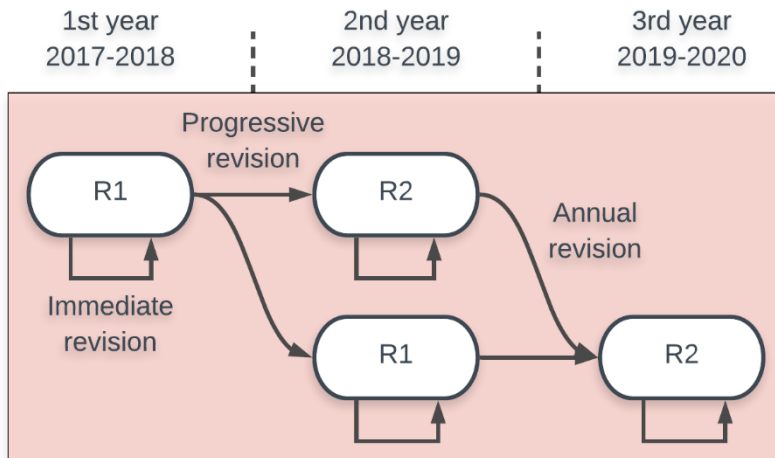 1st year
2017-2018
2nd year
2018-2019
3rd year
2019-2020
Progressive
revision
R1
R2
Annual
revision
Immediate
revision
R1
R2